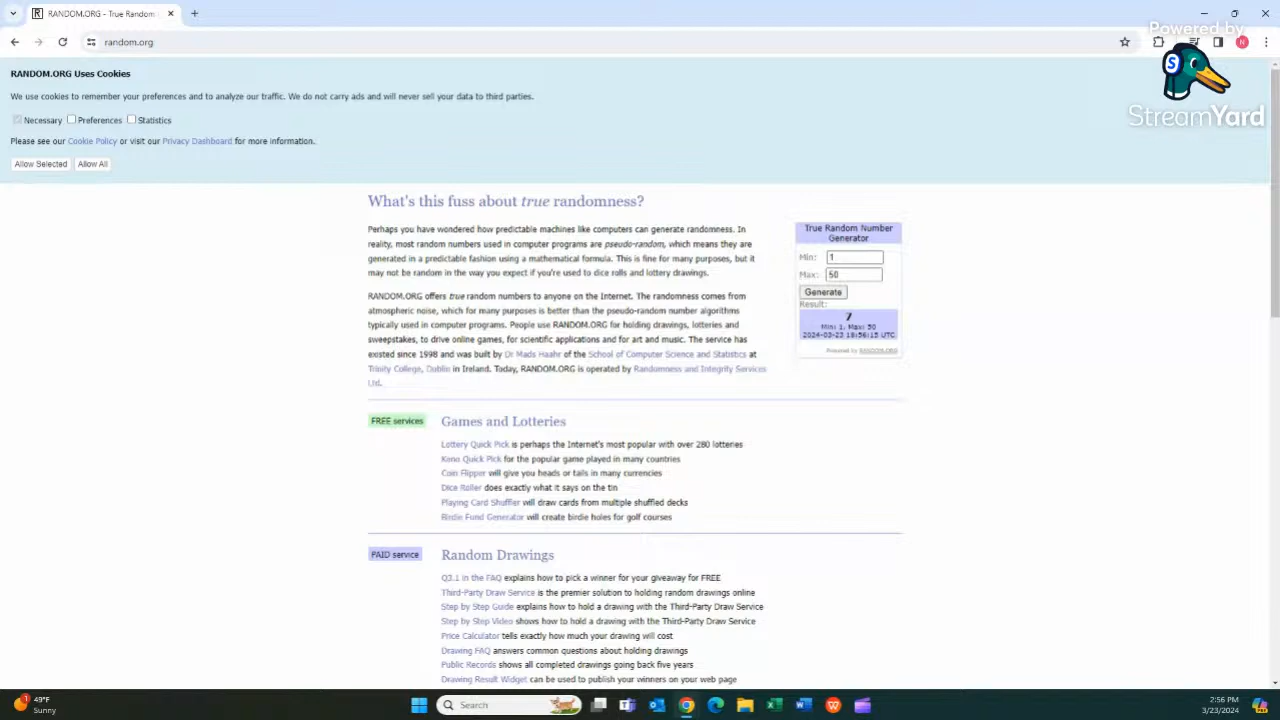 RANDOM.ORG - True Random
random.org
Powered by
StreamYard
RANDOM.ORG Uses Cookies
We use cookies to remember your preferences and to analyze our traffic. We do not carry ads and will never sell your data to third parties.
Necessary Preferences Statistics
Please see our Cookie Policy or visit our Privacy Dashboard for more information.
Allow Selected Allow All
What's this fuss about true randomness?
Perhaps you have wondered how predictable machines like computers can generate randomness. In
reality, most random numbers used in computer programs are pseudo-random, which means they are
generated in a predictable fashion using a mathematical formula. This is fine for many purposes, but it
may not be random in the way you expect if you're used to dice rolls and lottery drawings.
RANDOM.ORG offers true random numbers to anyone on the Internet. The randomness comes from
atmospheric noise, which for many purposes is better than the pseudo-random number algorithms
typically used in computer programs. People use RANDOM.ORG for holding drawings, lotteries and
sweepstakes, to drive online games, for scientific applications and for art and music. The service has
existed since 1998 and was built by Dr Mads Haahr of the School of Computer Science and Statistics at
Trinity College, Dublin in Ireland. Today, RANDOM.ORG is operated by Randomness and Integrity Services
Ltd.
True Random Number
Generator
Min: 1
Max: 50
Generate
Result:
7
Min: 1, Max: 50
2024-03-23 18:56:15 UTC
Powered by RANDOM.ORG
FREE services
Games and Lotteries
Lottery Quick Pick is perhaps the Internet's most popular with over 280 lotteries
Keno Quick Pick for the popular game played in many countries
Coin Flipper will give you heads or tails in many currencies
Dice Roller does exactly what it says on the tin
Playing Card Shuffler will draw cards from multiple shuffled decks
Birdie Fund Generator will create birdie holes for golf courses
PAID service
Random Drawings
Q3.1 in the FAQ explains how to pick a winner for your giveaway for FREE
Third-Party Draw Service is the premier solution to holding random drawings online
Step by Step Guide explains how to hold a drawing with the Third-Party Draw Service
Step by Step Video shows how to hold a drawing with the Third-Party Draw Service
Price Calculator tells exactly how much your drawing will cost
Drawing FAQ answers common questions about holding drawings
Public Records shows all completed drawings going back five years
Drawing Result Widget can be used to publish your winners on your web page
49°F
Sunny
Search
2:56 PM
3/23/2024